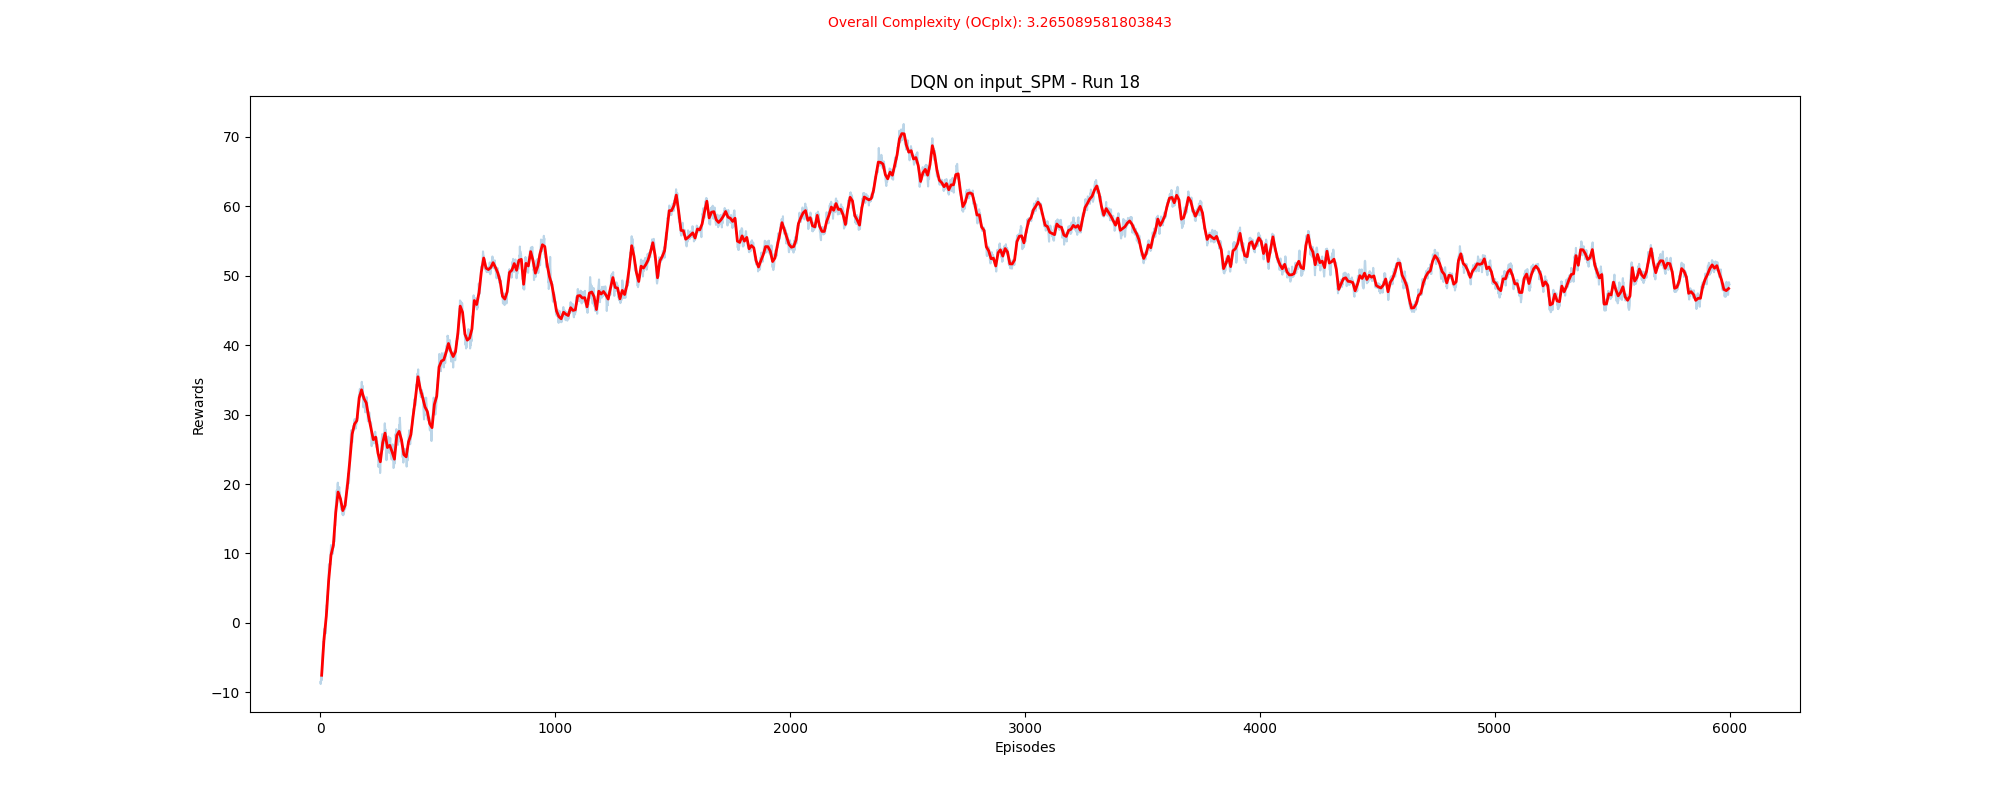 Overall Complexity (OCplx): 3.265089581803843
DQN on input_SPM - Run 18
70
60
50
40
30
20
10
0
−10
Rewards
0 1000 2000 3000 4000 5000 6000
Episodes